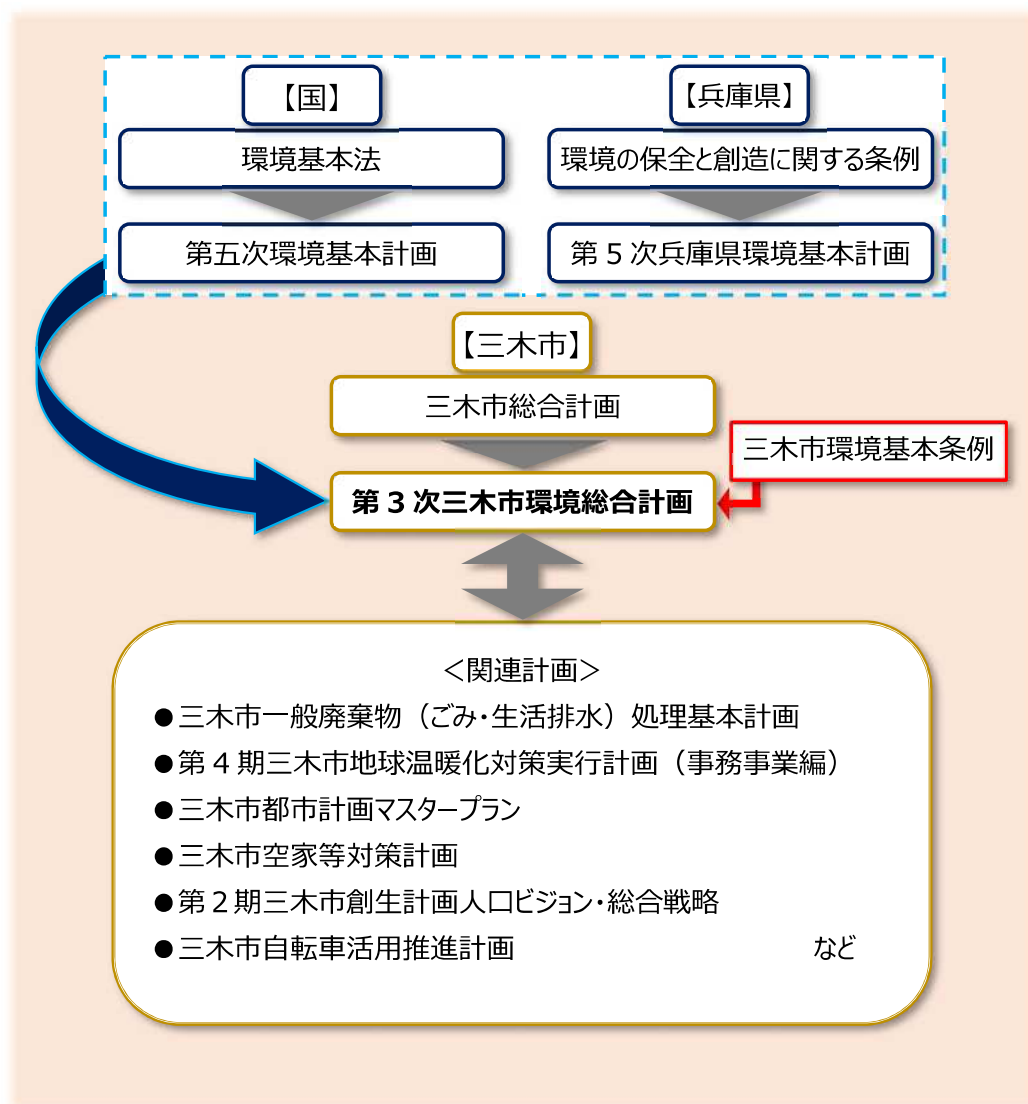 【国】
環境基本法
第五次環境基本計画
【兵庫県】
環境の保全と創造に関する条例
第5次兵庫県環境基本計画
【三木市】
三木市総合計画
三木市環境基本条例
第3次三木市環境総合計画
＜関連計画＞
●三木市一般廃棄物（ごみ・生活排水）処理基本計画
●第4期三木市地球温暖化対策実行計画（事務事業編）
●三木市都市計画マスタープラン
●三木市空家等対策計画
●第2期三木市創生計画人口ビジョン・総合戦略
●三木市自転車活用推進計画　など